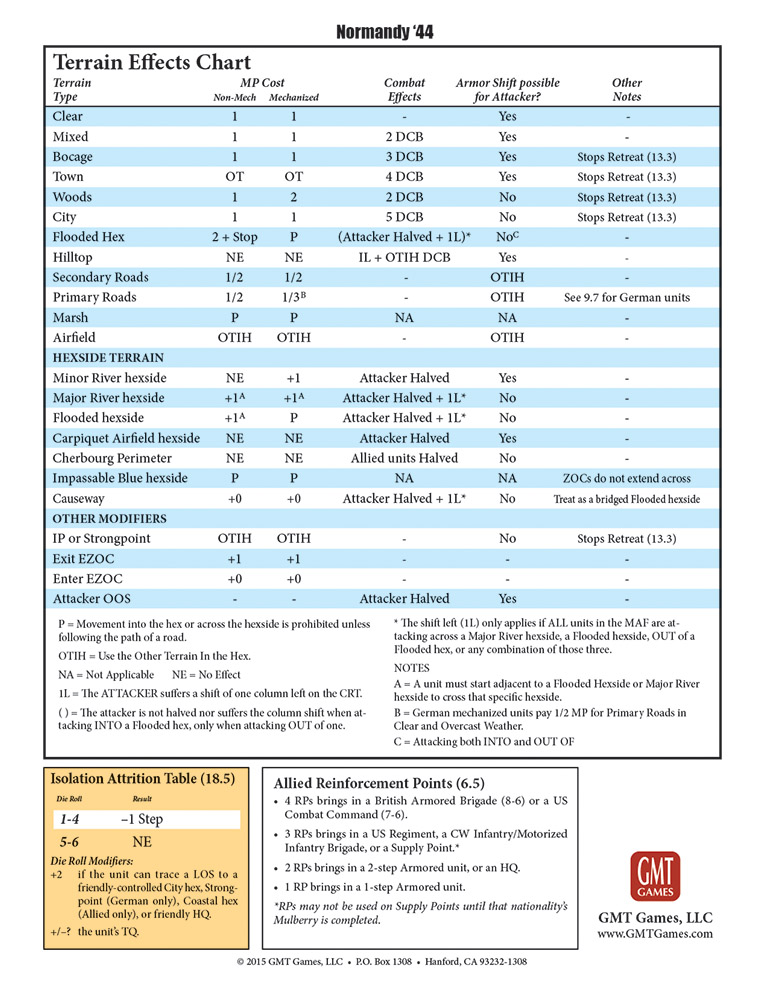 Normandy ‘44
Terrain Effects Chart
Terrain Type MP Cost Non-Mech Mechanized Combat Effects Armor Shift possible for Attacker? Other Notes
Clear 1 1 - Yes -
Mixed 1 1 2 DCB Yes -
Bocage 1 1 3 DCB Yes Stops Retreat (13.3)
Town OT OT 4 DCB Yes Stops Retreat (13.3)
Woods 1 2 2 DCB No Stops Retreat (13.3)
City 1 1 5 DCB No Stops Retreat (13.3)
Flooded Hex 2 + Stop P (Attacker Halved + 1L)* NoC -
Hilltop NE NE IL + OTIH DCB Yes -
Secondary Roads 1/2 1/2 - OTIH -
Primary Roads 1/2 1/3B - OTIH See 9.7 for German units
Marsh P P NA NA -
Airfield OTIH OTIH - OTIH -
HEXSIDE TERRAIN
Minor River hexside NE +1 Attacker Halved Yes -
Major River hexside +1A +1A Attacker Halved + 1L* No -
Flooded hexside +1A P Attacker Halved + 1L* No -
Carpiquet Airfield hexside NE NE Attacker Halved Yes -
Cherbourg Perimeter NE NE Allied units Halved No -
Impassable Blue hexside P P NA NA ZOCs do not extend across
Causeway +0 +0 Attacker Halved + 1L* No Treat as a bridged Flooded hexside
OTHER MODIFIERS
IP or Strongpoint OTIH OTIH - No Stops Retreat (13.3)
Exit EZOC +1 +1 - - -
Enter EZOC +0 +0 - - -
Attacker OOS - - Attacker Halved Yes -
P = Movement into the hex or across the hexside is prohibited unless
following the path of a road.
OTIH = Use the Other Terrain In the Hex.
NA = Not Applicable NE = No Effect
1L = The ATTACKER suffers a shift of one column left on the CRT.
( ) = The attacker is not halved nor suffers the column shift when at-
tacking INTO a Flooded hex, only when attacking OUT of one.
* The shift left (1L) only applies if ALL units in the MAF are at-
tacking across a Major River hexside, a Flooded hexside, OUT of a
Flooded hex, or any combination of those three.
NOTES
A = A unit must start adjacent to a Flooded Hexside or Major River
hexside to cross that specific hexside.
B = German mechanized units pay 1/2 MP for Primary Roads in
Clear and Overcast Weather.
C = Attacking both INTO and OUT OF
Isolation Attrition Table (18.5)
Die Roll Result
1-4 –1 Step
5-6 NE
Die Roll Modifiers:
+2 if the unit can trace a LOS to a
friendly-controlled City hex, Strong-
point (German only), Coastal hex
(Allied only), or friendly HQ.
+/–? the unit’s TQ.
Allied Reinforcement Points (6.5)
• 4 RPs brings in a British Armored Brigade (8-6) or a US
Combat Command (7-6).
• 3 RPs brings in a US Regiment, a CW Infantry/Motorized
Infantry Brigade, or a Supply Point.*
• 2 RPs brings in a 2-step Armored unit, or an HQ.
• 1 RP brings in a 1-step Armored unit.
*RPs may not be used on Supply Points until that nationality’s
Mulberry is completed.
GMT
GAMES
GMT Games, LLC
www.GMTGames.com
© 2015 GMT Games, LLC • P.O. Box 1308 • Hanford, CA 93232-1308